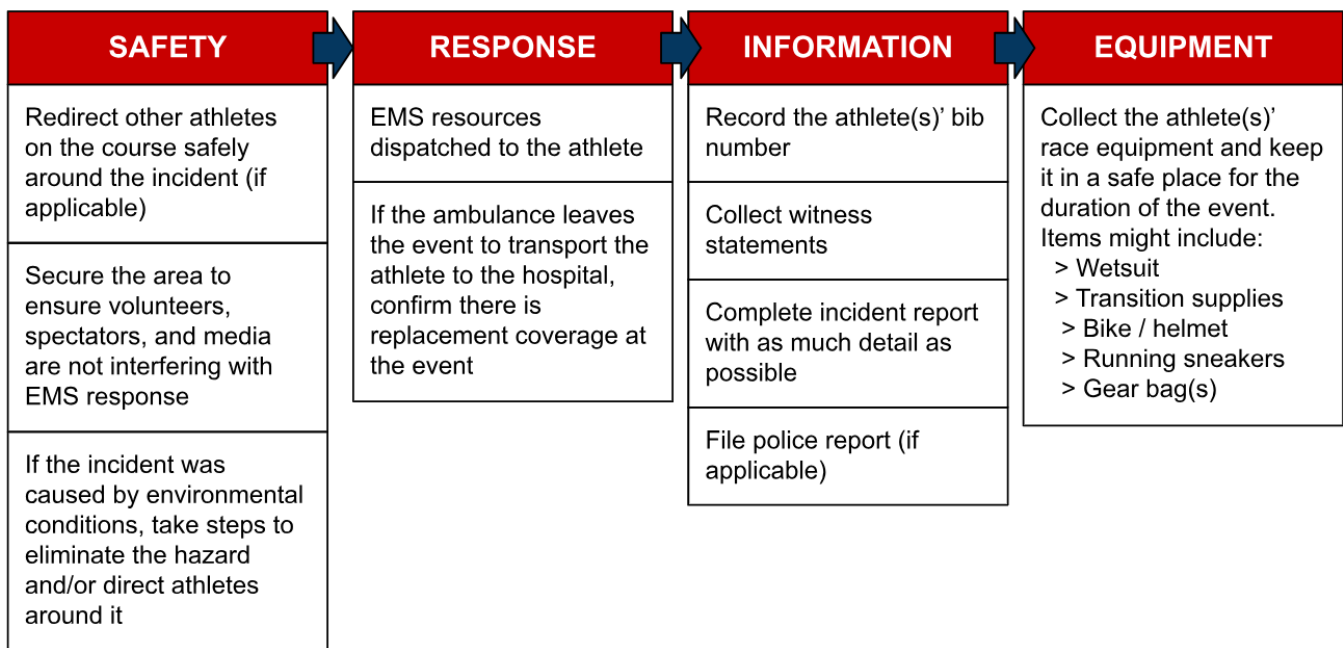 SAFETY
Redirect other athletes
on the course safely
around the incident (if
applicable)
Secure the area to
ensure volunteers,
spectators, and media
are not interfering with
EMS response
If the incident was
caused by environmental
conditions, take steps to
eliminate the hazard
and/or direct athletes
around it
RESPONSE
EMS resources
dispatched to the athlete
If the ambulance leaves
the event to transport the
athlete to the hospital,
confirm there is
replacement coverage at
the event
INFORMATION
Record the athlete(s)’ bib
number
Collect witness
statements
Complete incident report
with as much detail as
possible
File police report (if
applicable)
EQUIPMENT
Collect the athlete(s)’
race equipment and keep
it in a safe place for the
duration of the event.
Items might include:
> Wetsuit
> Transition supplies
> Bike / helmet
> Running sneakers
> Gear bag(s)